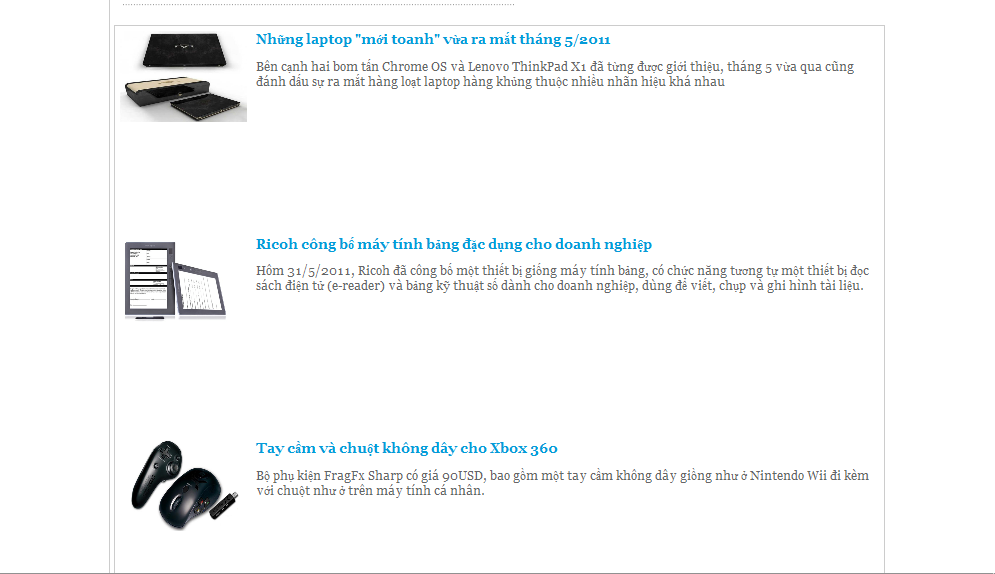 Những laptop "mới toanh" vừa ra mắt tháng 5/2011
Bên cạnh hai bom tấn Chrome OS và Lenovo ThinkPad X1 đã từng được giới thiệu, tháng 5 vừa qua cũng
đánh dấu sự ra mắt hàng loạt laptop hàng khủng thuộc nhiều nhãn hiệu khá nhau
Ricoh công bố máy tính bảng đặc dụng cho doanh nghiệp
Hôm 31/5/2011, Ricoh đã công bố một thiết bị giống máy tính bảng, có chức năng tương tự một thiết bị đọc
sách điện tử (e-reader) và bảng kỹ thuật số dành cho doanh nghiệp, dùng để viết, chụp và ghi hình tài liệu.
Tay cầm và chuột không dây cho Xbox 360
Bộ phụ kiện FragFx Sharp có giá 90USD, bao gồm một tay cầm không dây giống như ở Nintendo Wii đi kèm
với chuột như ở trên máy tính cá nhân.